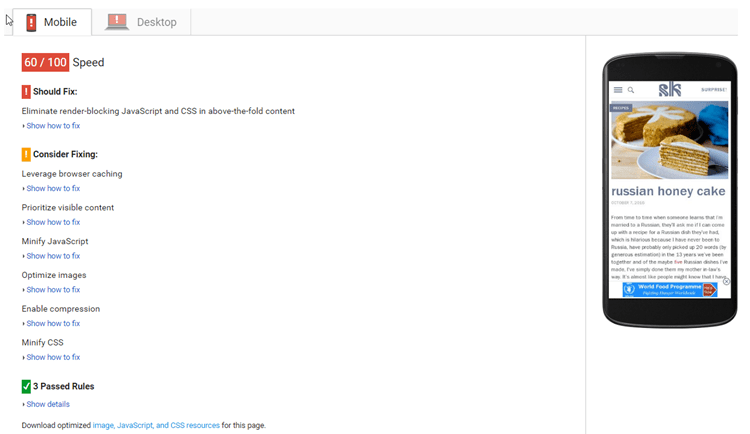 Mobile
Desktop
60 / 100 Speed
! Should Fix:
Eliminate render-blocking JavaScript and CSS in above-the-fold content
Show how to fix
! Consider Fixing:
Leverage browser caching
Show how to fix
Prioritize visible content
Show how to fix
Minify JavaScript
Show how to fix
Optimize images
Show how to fix
Enable compression
Show how to fix
Minify CSS
Show how to fix
3 Passed Rules
Show details
Download optimized image, JavaScript, and CSS resources for this page.
sk
SURPRISE!
RECIPES
russian honey cake
OCTOBER 7, 2016
From time to time when someone learns that I'm
married to a Russian, they'll ask me if I can come
up with a recipe for a Russian dish they've had,
which is hilarious because I have never been to
Russia, have probably only picked up 20 words (by
generous estimation) in the 13 years we've been
together and of the maybe five Russian dishes I've
made, I've simply done them my mother-in-law's
way. It's almost like people might know that I have
World Food Programme
Fighting Hunger Worldwide